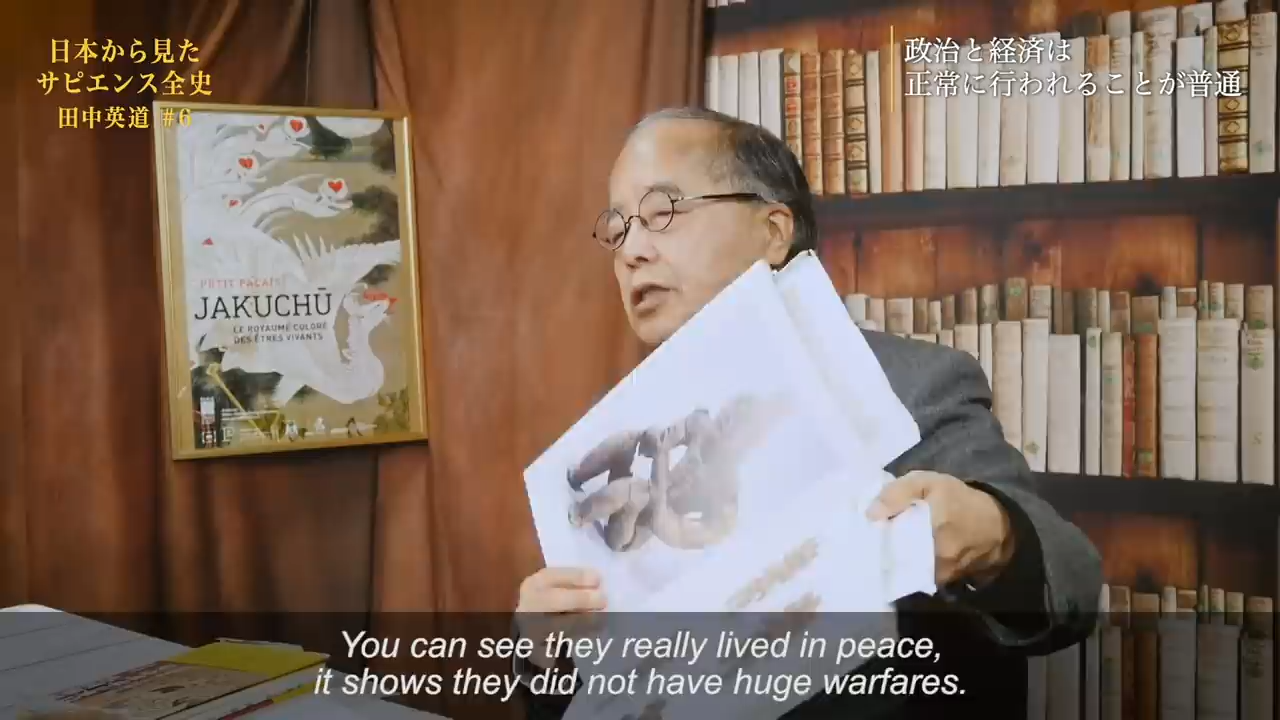 日本から見た
サピエンス全史
田中英道 #6
政治と経済は
正常に行われることが普通
PETIT PALAIS
JAKUCHŪ
LE ROYAUME COLORÉ
DES ÊTRES VIVANTS
You can see they really lived in peace,
it shows they did not have huge warfares.